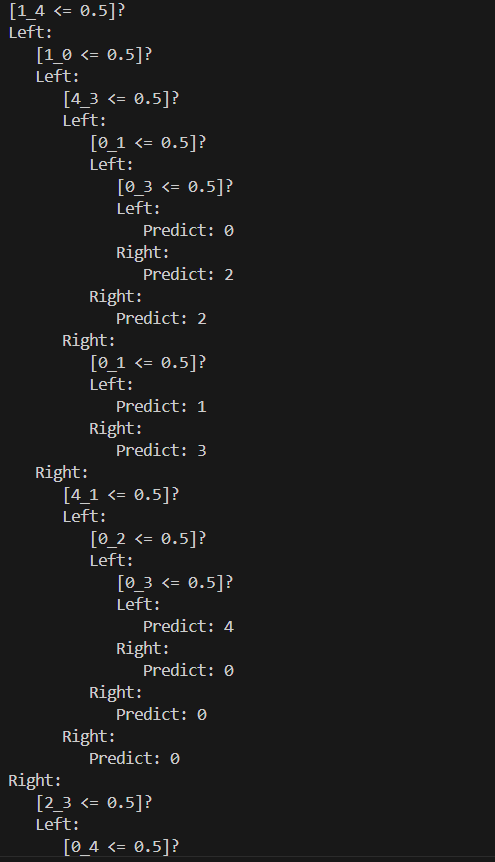 [1_4 <= 0.5]?
Left:
[1_0 <= 0.5]?
Left:
[4_3 <= 0.5]?
Left:
[0_1 <= 0.5]?
Left:
[0_3 <= 0.5]?
Left:
Predict: 0
Right:
Predict: 2
Right:
Predict: 2
Right:
[0_1 <= 0.5]?
Left:
Predict: 1
Right:
Predict: 3
Right:
[4_1 <= 0.5]?
Left:
[0_2 <= 0.5]?
Left:
[0_3 <= 0.5]?
Left:
Predict: 4
Right:
Predict: 0
Right:
Predict: 0
Right:
Predict: 0
Right:
[2_3 <= 0.5]?
Left:
[0_4 <= 0.5]?